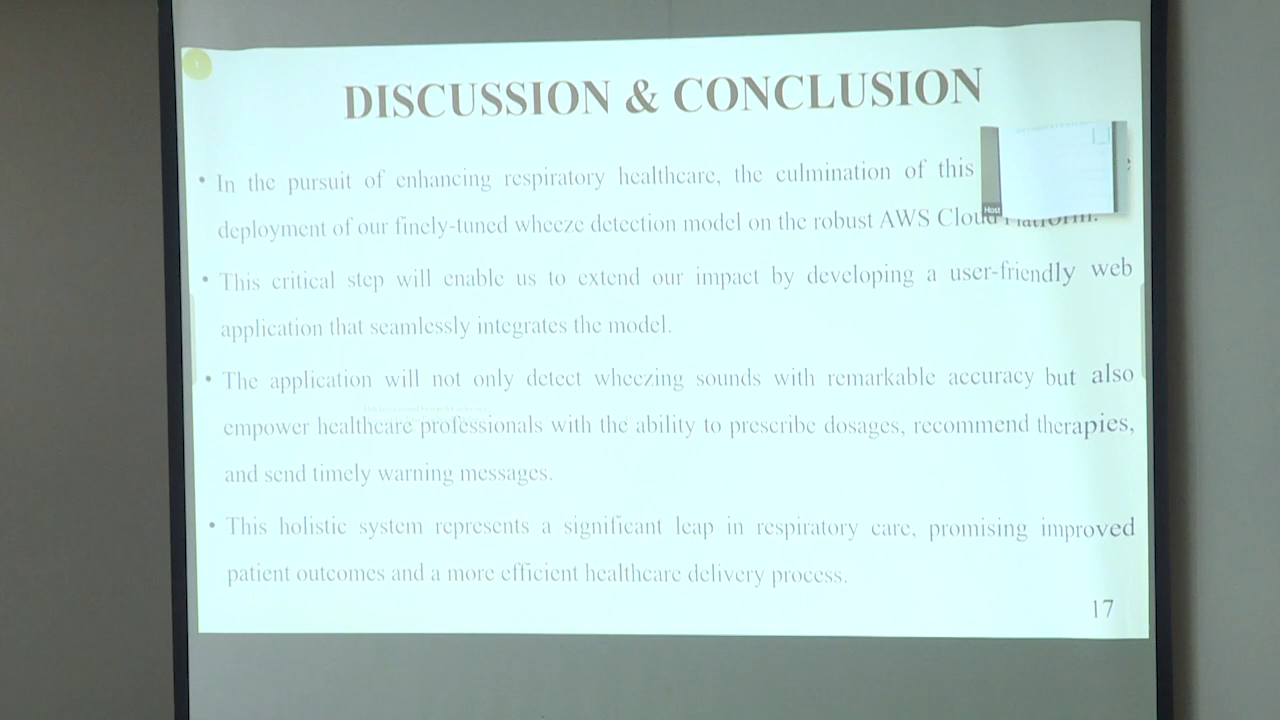 DISCUSSION & CONCLUSION
• In the pursuit of enhancing respiratory healthcare, the culmination of this
Host
deployment of our finely-tuned wheeze detection model on the robust AWS Cloud Platform.
• This critical step will enable us to extend our impact by developing a user-friendly web
application that seamlessly integrates the model.
• The application will not only detect wheezing sounds with remarkable accuracy but also
empower healthcare professionals with the ability to prescribe dosages, recommend therapies,
and send timely warning messages.
• This holistic system represents a significant leap in respiratory care, promising improved
patient outcomes and a more efficient healthcare delivery process.
17